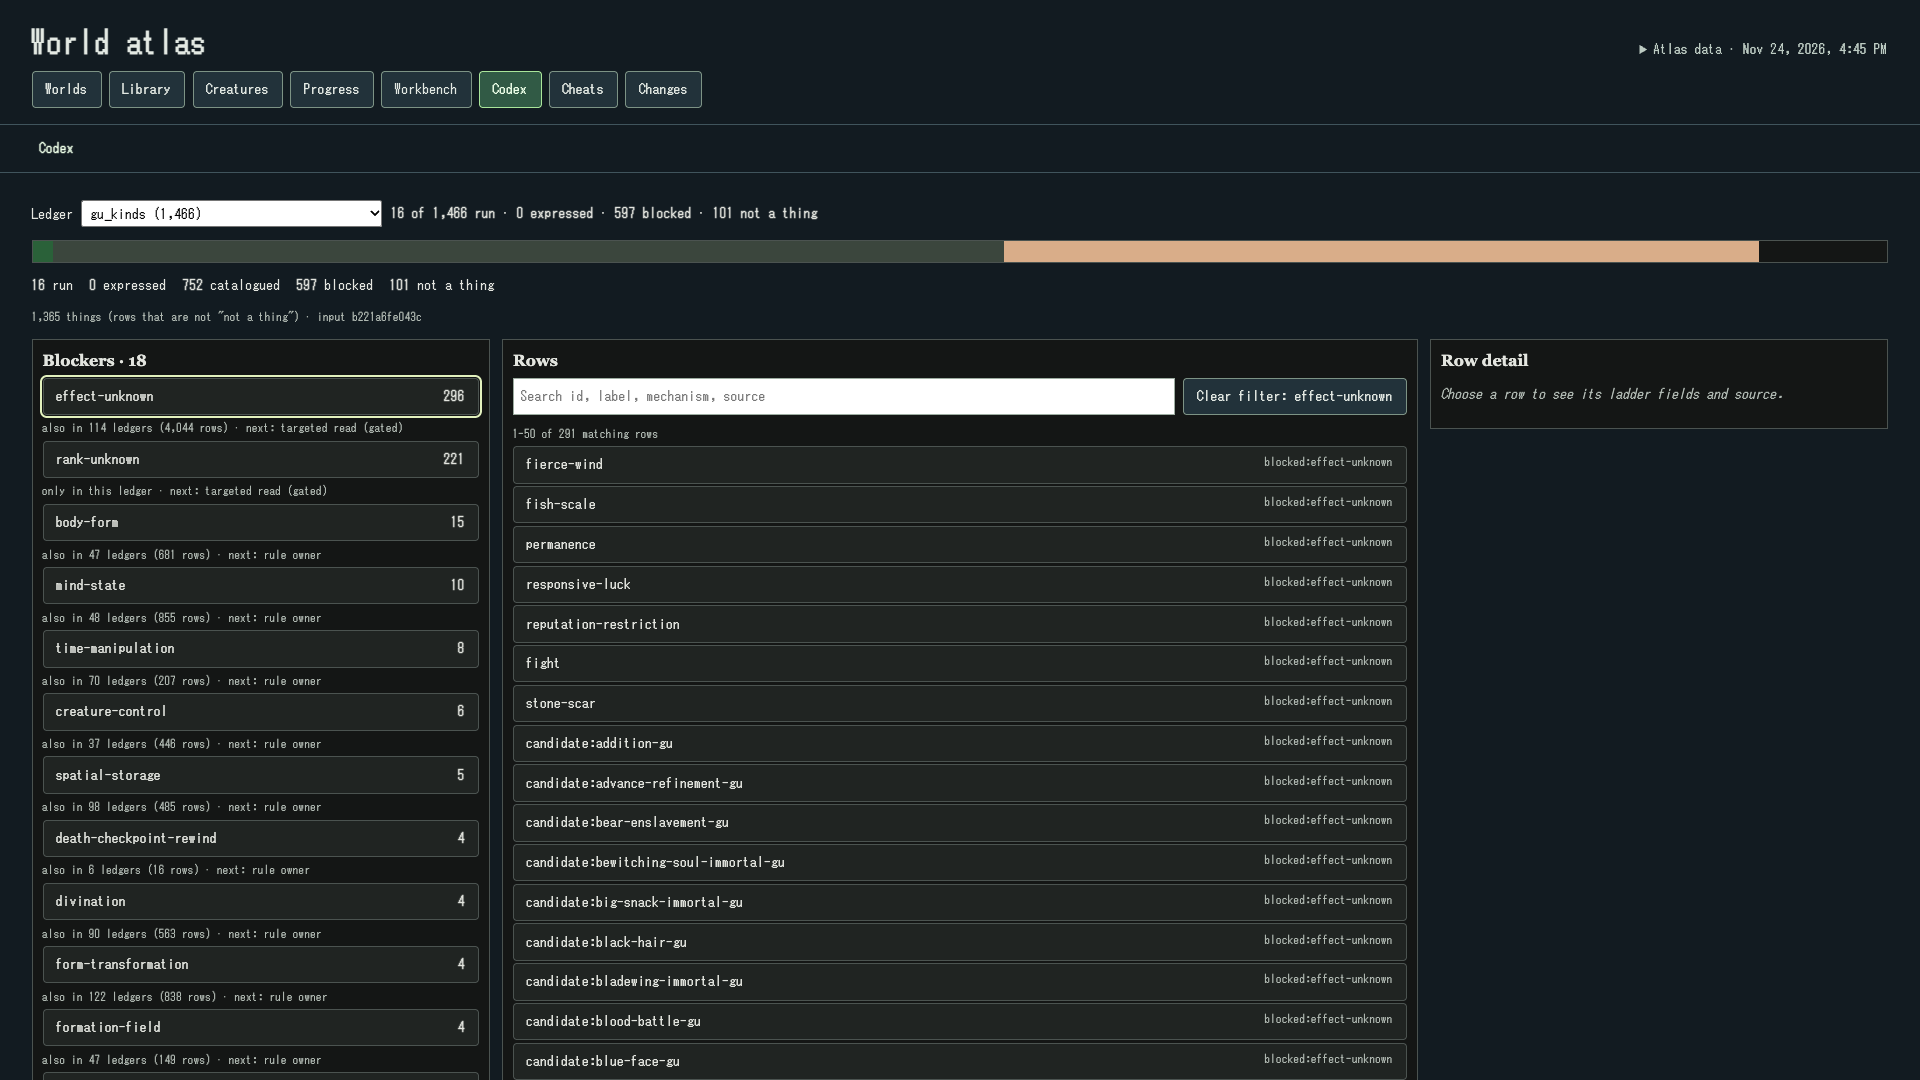 World atlas
▶ Atlas data · Nov 24, 2026, 4:45 PM
Worlds Library Creatures Progress Workbench Codex Cheats Changes
Codex
Ledger gu_kinds (1,466) 16 of 1,466 run · 0 expressed · 597 blocked · 101 not a thing
16 run 0 expressed 752 catalogued 597 blocked 101 not a thing
1,365 things (rows that are not "not a thing") · input b221a6fe043c
Blockers · 18
effect-unknown 296
also in 114 ledgers (4,044 rows) · next: targeted read (gated)
rank-unknown 221
only in this ledger · next: targeted read (gated)
body-form 15
also in 47 ledgers (681 rows) · next: rule owner
mind-state 10
also in 48 ledgers (855 rows) · next: rule owner
time-manipulation 8
also in 70 ledgers (207 rows) · next: rule owner
creature-control 6
also in 37 ledgers (446 rows) · next: rule owner
spatial-storage 5
also in 98 ledgers (485 rows) · next: rule owner
death-checkpoint-rewind 4
also in 6 ledgers (16 rows) · next: rule owner
divination 4
also in 90 ledgers (563 rows) · next: rule owner
form-transformation 4
also in 122 ledgers (838 rows) · next: rule owner
formation-field 4
also in 47 ledgers (149 rows) · next: rule owner
Rows
Search id, label, mechanism, source
Clear filter: effect-unknown
1-50 of 291 matching rows
fierce-wind blocked:effect-unknown
fish-scale blocked:effect-unknown
permanence blocked:effect-unknown
responsive-luck blocked:effect-unknown
reputation-restriction blocked:effect-unknown
fight blocked:effect-unknown
stone-scar blocked:effect-unknown
candidate:addition-gu blocked:effect-unknown
candidate:advance-refinement-gu blocked:effect-unknown
candidate:bear-enslavement-gu blocked:effect-unknown
candidate:bewitching-soul-immortal-gu blocked:effect-unknown
candidate:big-snack-immortal-gu blocked:effect-unknown
candidate:black-hair-gu blocked:effect-unknown
candidate:bladewing-immortal-gu blocked:effect-unknown
candidate:blood-battle-gu blocked:effect-unknown
candidate:blue-face-gu blocked:effect-unknown
Row detail
Choose a row to see its ladder fields and source.